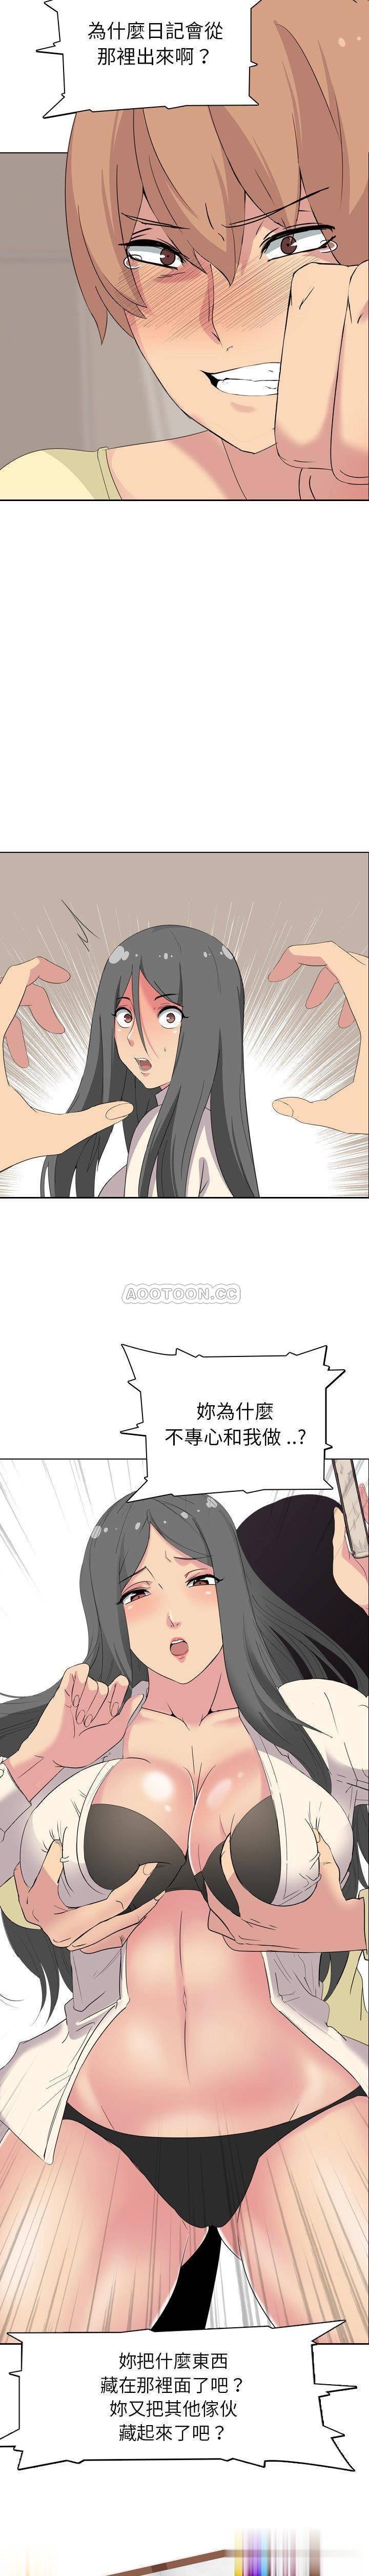 為什麼日記會從
那裡出來啊？
AOOTOON.CC
妳為什麼
不專心和我做 ..?
妳把什麼東西
藏在那裡面了吧？
妳又把其他傢伙
藏起來了吧？